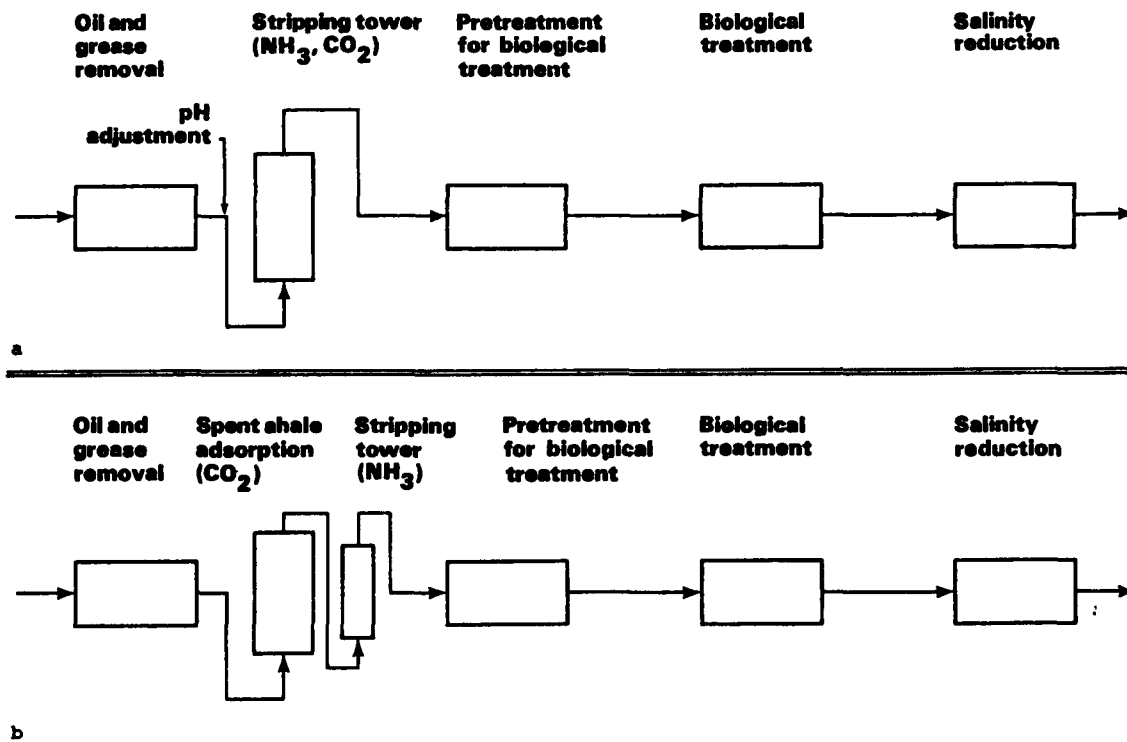 Oil and
grease
removal
Stripping tower
(NH3, CO2)
Pretreatment
for biological
treatment
Biological
treatment
Salinity
reduction
pH
adjustment
a
Oil and
grease
removal
Spent ahale
adsorption
(CO2)
Stripping
tower
(NH3)
Pretreatment
for biological
treatment
Biological
treatment
Salinity
reduction
b